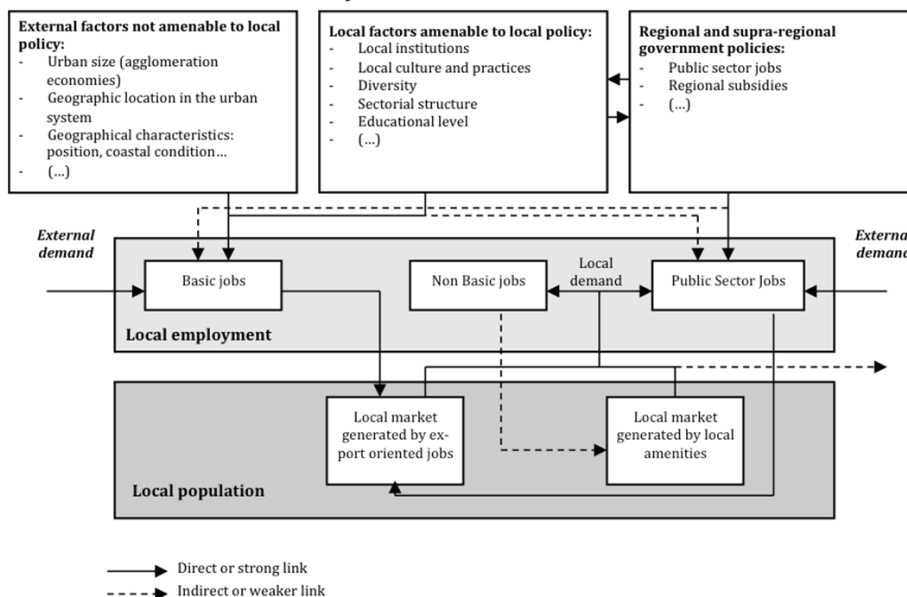 External factors not amenable to local
policy:
- Urban size (agglomeration
economies)
- Geographic location in the urban
system
- Geographical characteristics:
position, coastal condition…
- (…)
Local factors amenable to local policy:
- Local institutions
- Local culture and practices
- Diversity
- Sectorial structure
- Educational level
- (…)
Regional and supra-regional
government policies:
- Public sector jobs
- Regional subsidies
- (…)
External
demand
External
demand
Basic jobs
Non Basic jobs
Local
demand
Public Sector Jobs
Local employment
Local market
generated by ex-
port oriented jobs
Local market
generated by local
amenities
Local population
Direct or strong link
Indirect or weaker link